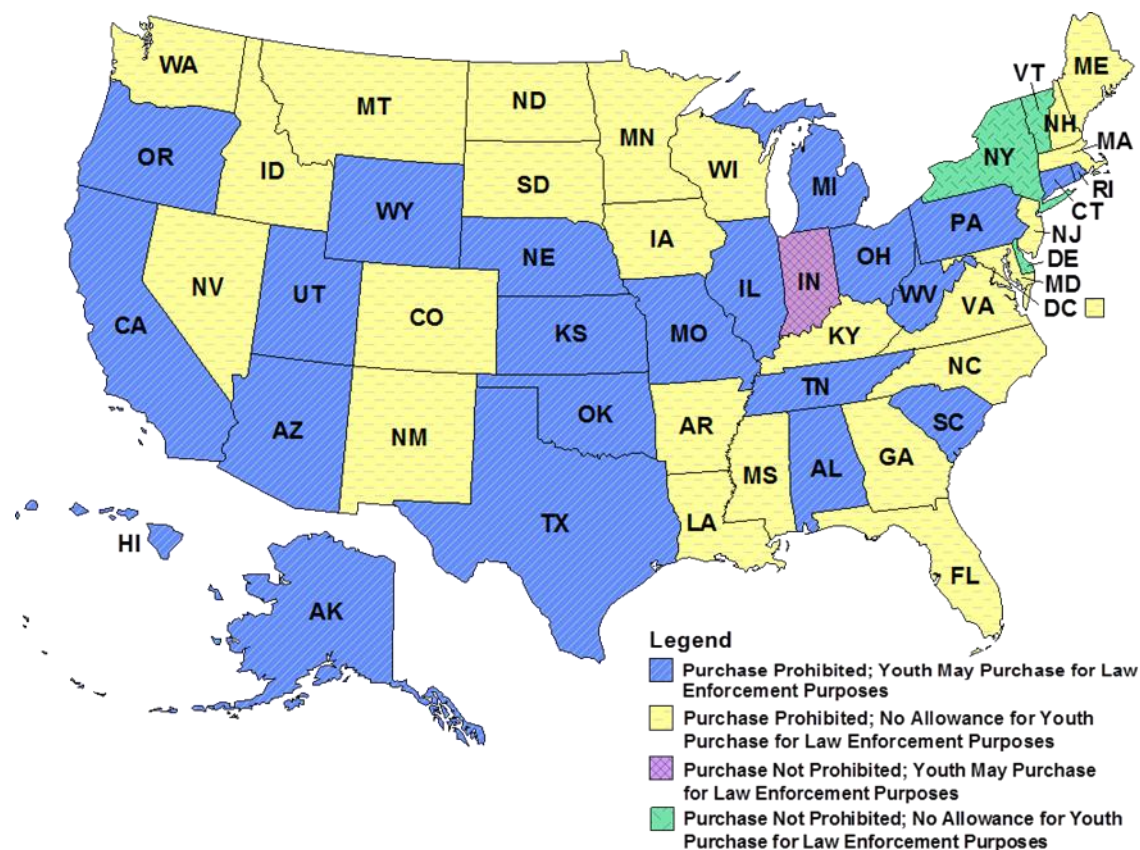 WA
MT
ND
MN
VT
ME
NH
MA
OR
ID
SD
WI
MI
NY
RI
CT
WY
IA
PA
NJ
NE
OH
DE
NV
UT
CO
IL
IN
WV
MD
DC
CA
KS
MO
KY
VA
AZ
NM
OK
AR
TN
NC
SC
MS
AL
GA
TX
LA
HI
AK
FL
Legend
Purchase Prohibited; Youth May Purchase for Law
Enforcement Purposes
Purchase Prohibited; No Allowance for Youth
Purchase for Law Enforcement Purposes
Purchase Not Prohibited; Youth May Purchase
for Law Enforcement Purposes
Purchase Not Prohibited; No Allowance for Youth
Purchase for Law Enforcement Purposes